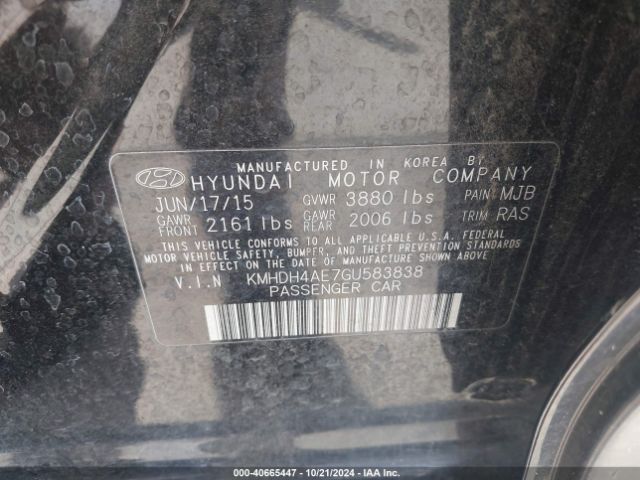 MANUFACTURED IN KOREA BY
HYUNDAI MOTOR COMPANY
JUN/17/15 GVWR 3880 lbs PAIN MJB
GAWR FRONT 2161 lbs GAWR REAR 2006 lbs TRIM RAS
THIS VEHICLE CONFORMS TO ALL APPLICABLE U.S.A. FEDERAL
MOTOR VEHICLE SAFETY, BUMPER, AND THEFT PREVENTION STANDARDS
IN EFFECT ON THE DATE OF MANUFACTURE SHOWN ABOVE
V.I.N KMHDH4AE7GU583838
PASSENGER CAR
000-40665447 - 10/21/2024 - IAA Inc.